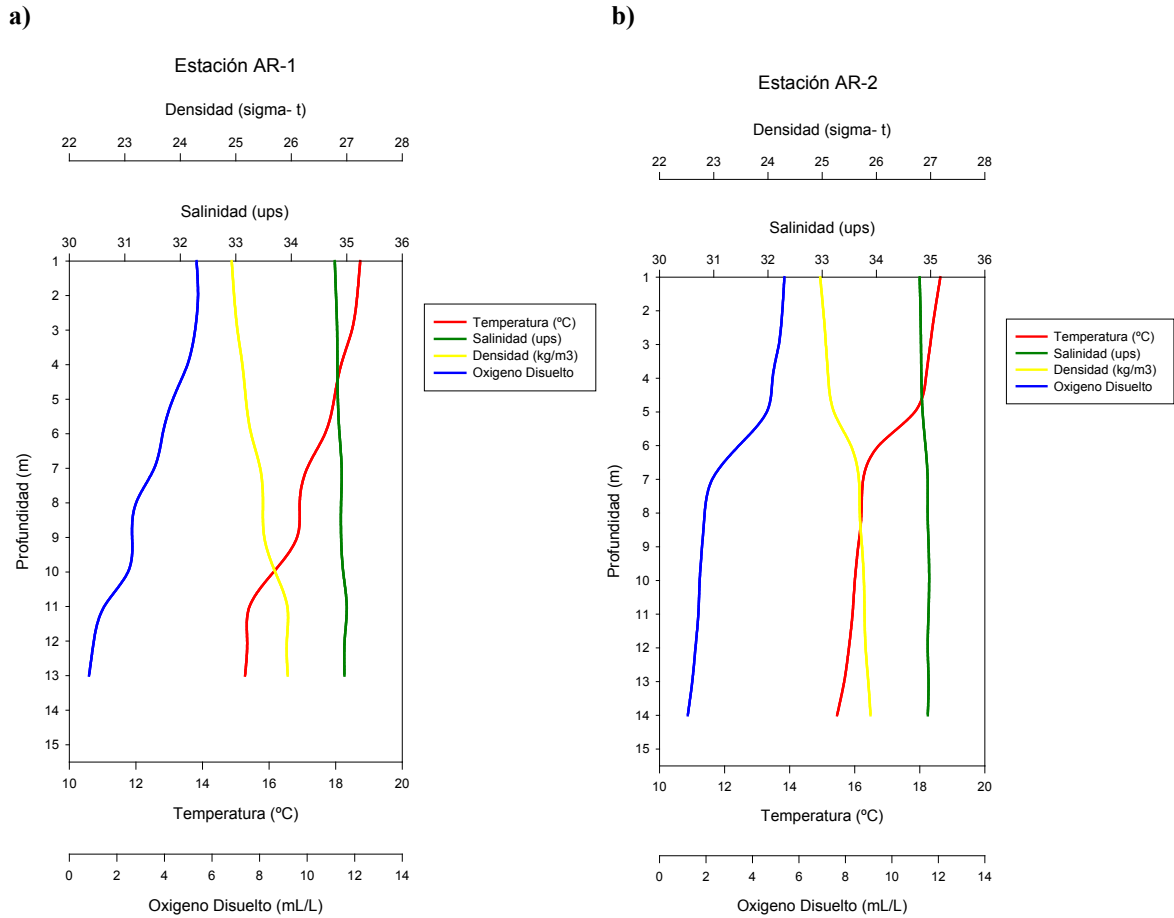 a)
Estación AR-1
Densidad (sigma- t)
22 23 24 25 26 27 28
Salinidad (ups)
30 31 32 33 34 35 36
Profundidad (m)
1
2
3
4
5
6
7
8
9
10
11
12
13
14
15
10 12 14 16 18 20
Temperatura (ºC)
0 2 4 6 8 10 12 14
Oxigeno Disuelto (mL/L)
Temperatura (ºC)
Salinidad (ups)
Densidad (kg/m3)
Oxigeno Disuelto
b)
Estación AR-2
Densidad (sigma- t)
22 23 24 25 26 27 28
Salinidad (ups)
30 31 32 33 34 35 36
Profundidad (m)
1
2
3
4
5
6
7
8
9
10
11
12
13
14
15
10 12 14 16 18 20
Temperatura (ºC)
0 2 4 6 8 10 12 14
Oxigeno Disuelto (mL/L)
Temperatura (ºC)
Salinidad (ups)
Densidad (kg/m3)
Oxigeno Disuelto